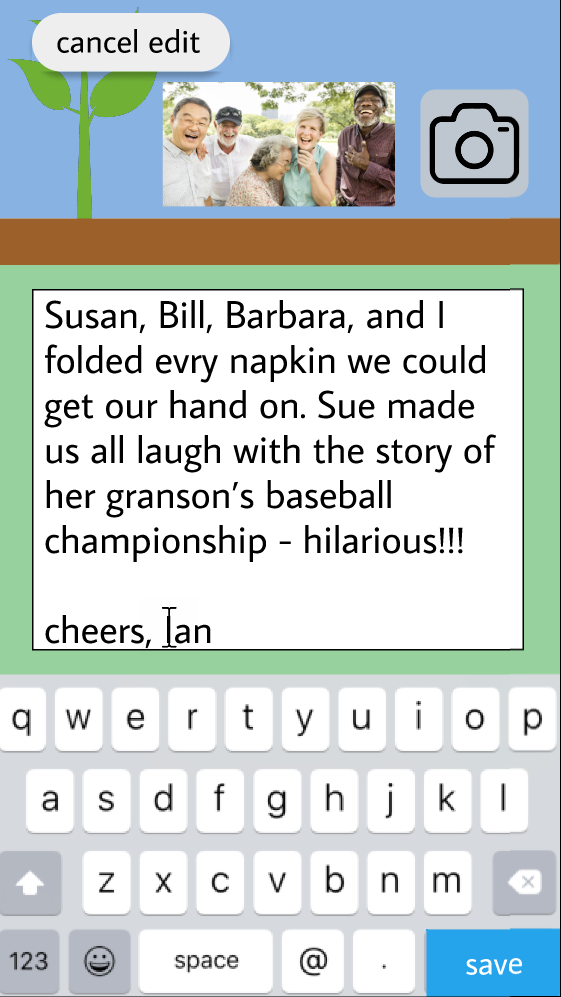 cancel edit
Susan, Bill, Barbara, and I
folded evry napkin we could
get our hand on. Sue made
us all laugh with the story of
her granson's baseball
championship - hilarious!!!
cheers, Ian
q w e r t y u i o p
a s d f g h j k l
z x c v b n m
123 space @ . save